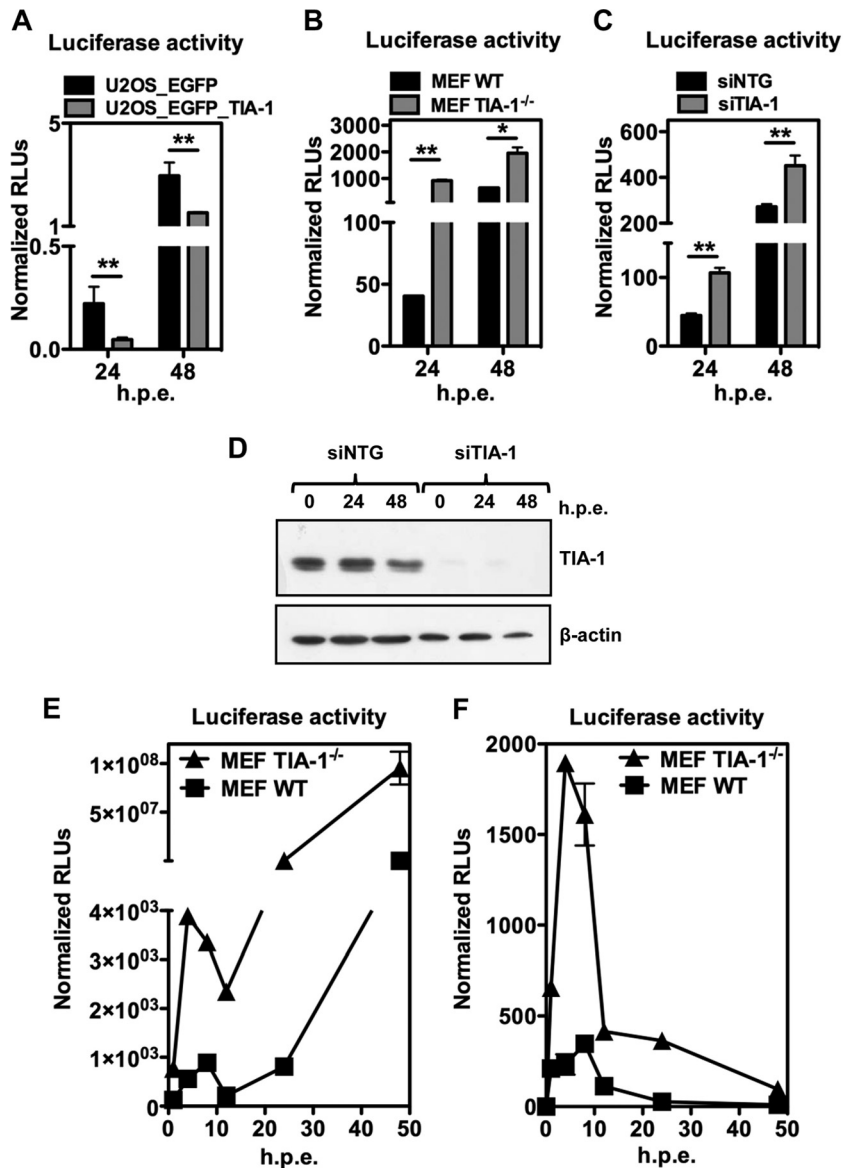 A
Luciferase activity
U2OS_EGFP
U2OS_EGFP_TIA-1
Normalized RLUs
5
1
0.5
0.0
**
**
24
48
h.p.e.
B
Luciferase activity
MEF WT
MEF TIA-1-/-
Normalized RLUs
3000
2000
1000
100
50
0
**
*
24
48
h.p.e.
C
Luciferase activity
siNTG
siTIA-1
Normalized RLUs
600
400
200
100
0
**
**
24
48
h.p.e.
D
siNTG
siTIA-1
0 24 48 0 24 48 h.p.e.
TIA-1
β-actin
E
Luciferase activity
MEF TIA-1-/-
MEF WT
Normalized RLUs
1×10^08
5×10^07
4×10^03
3×10^03
2×10^03
1×10^03
0
0 10 20 30 40 50
h.p.e.
F
Luciferase activity
MEF TIA-1-/-
MEF WT
Normalized RLUs
2000
1500
1000
500
0
0 10 20 30 40 50
h.p.e.